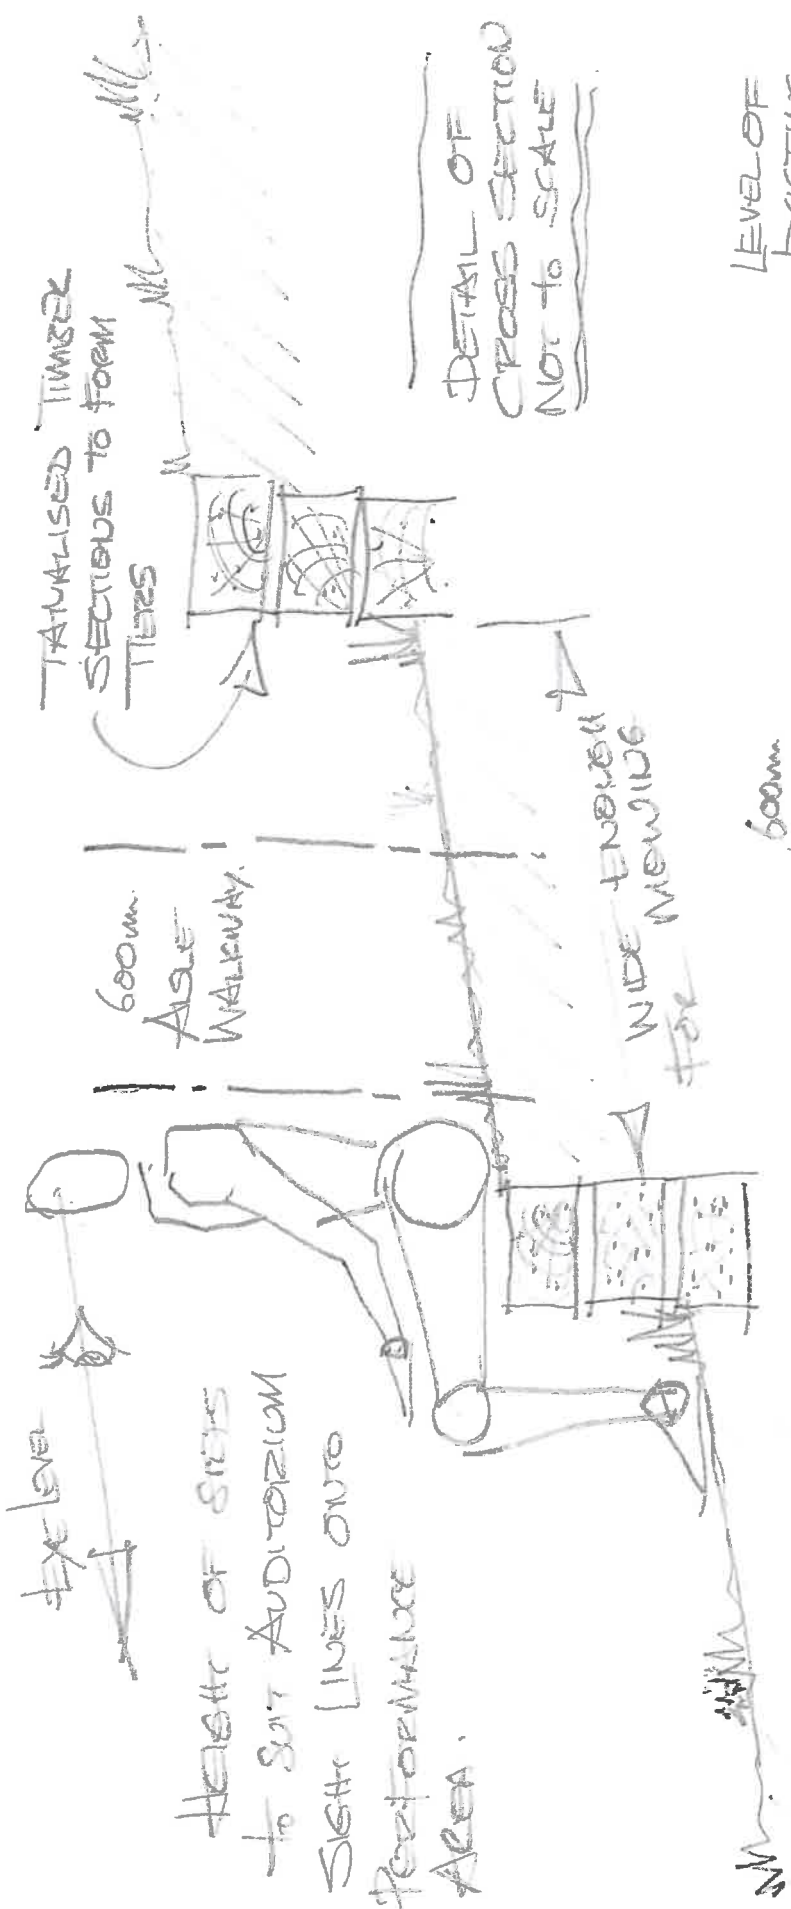 EYE LEVEL
HEIGHT OF
TO SUIT AUDITORIUM
SIGHT LINES ONTO
PERFORMANCE
AREA.
600mm
AISLE
WALKWAY.
TANALISED TIMBER
SECTIONS TO FORM
TIERS
WIDE ENOUGH
FOR MOWING
DETAIL OF
CROSS SECTION
NOT TO SCALE
600mm
LEVEL OF